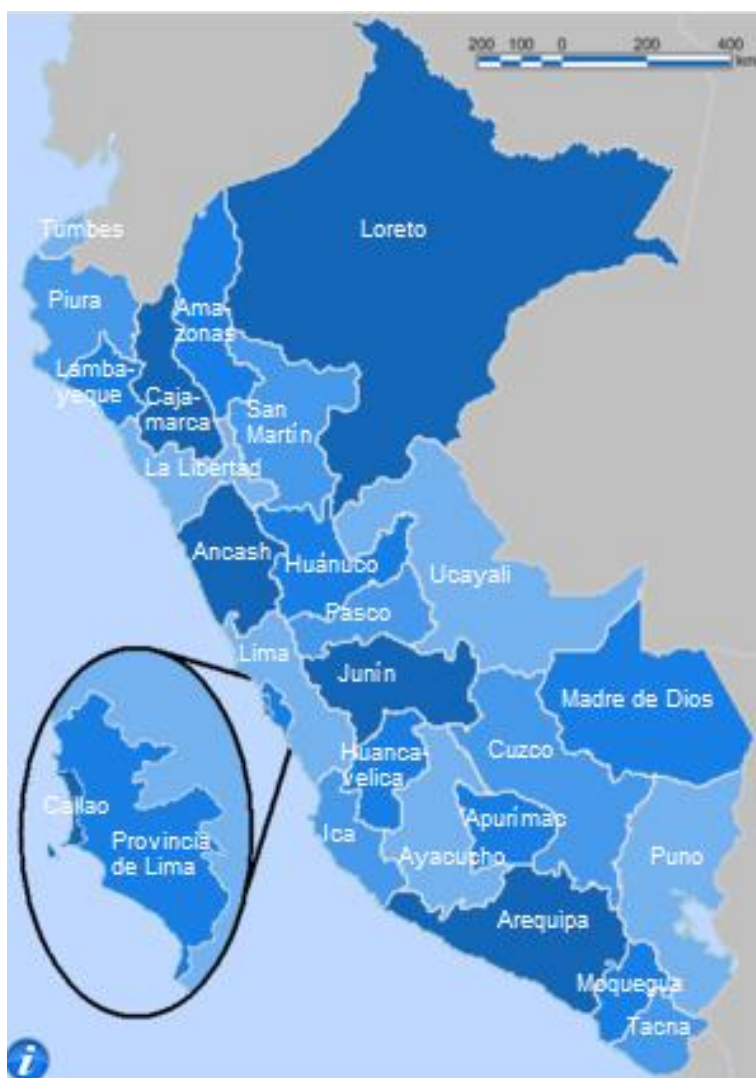 200 100 0 200 400
km
Tumbes
Loreto
Piura
Ama-
zonas
Lamba-
yeque
Caja-
marca
San
Martín
La Libertad
Ancash
Huánuco
Ucayali
Pasco
Lima
Junín
Madre de Dios
Cuzco
Huanca-
velica
Callao
Provincia
de Lima
Ica
Apurímac
Ayacucho
Puno
Arequipa
Moquegua
Tacna
i